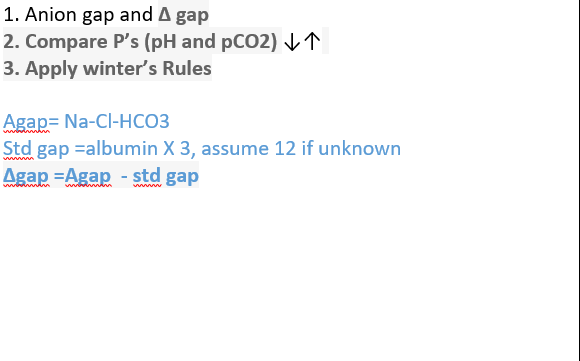 1. Anion gap and Δ gap
2. Compare P's (pH and pCO2) ↓↑
3. Apply winter's Rules
Agap= Na-Cl-HCO3
Std gap =albumin X 3, assume 12 if unknown
Δgap =Agap - std gap